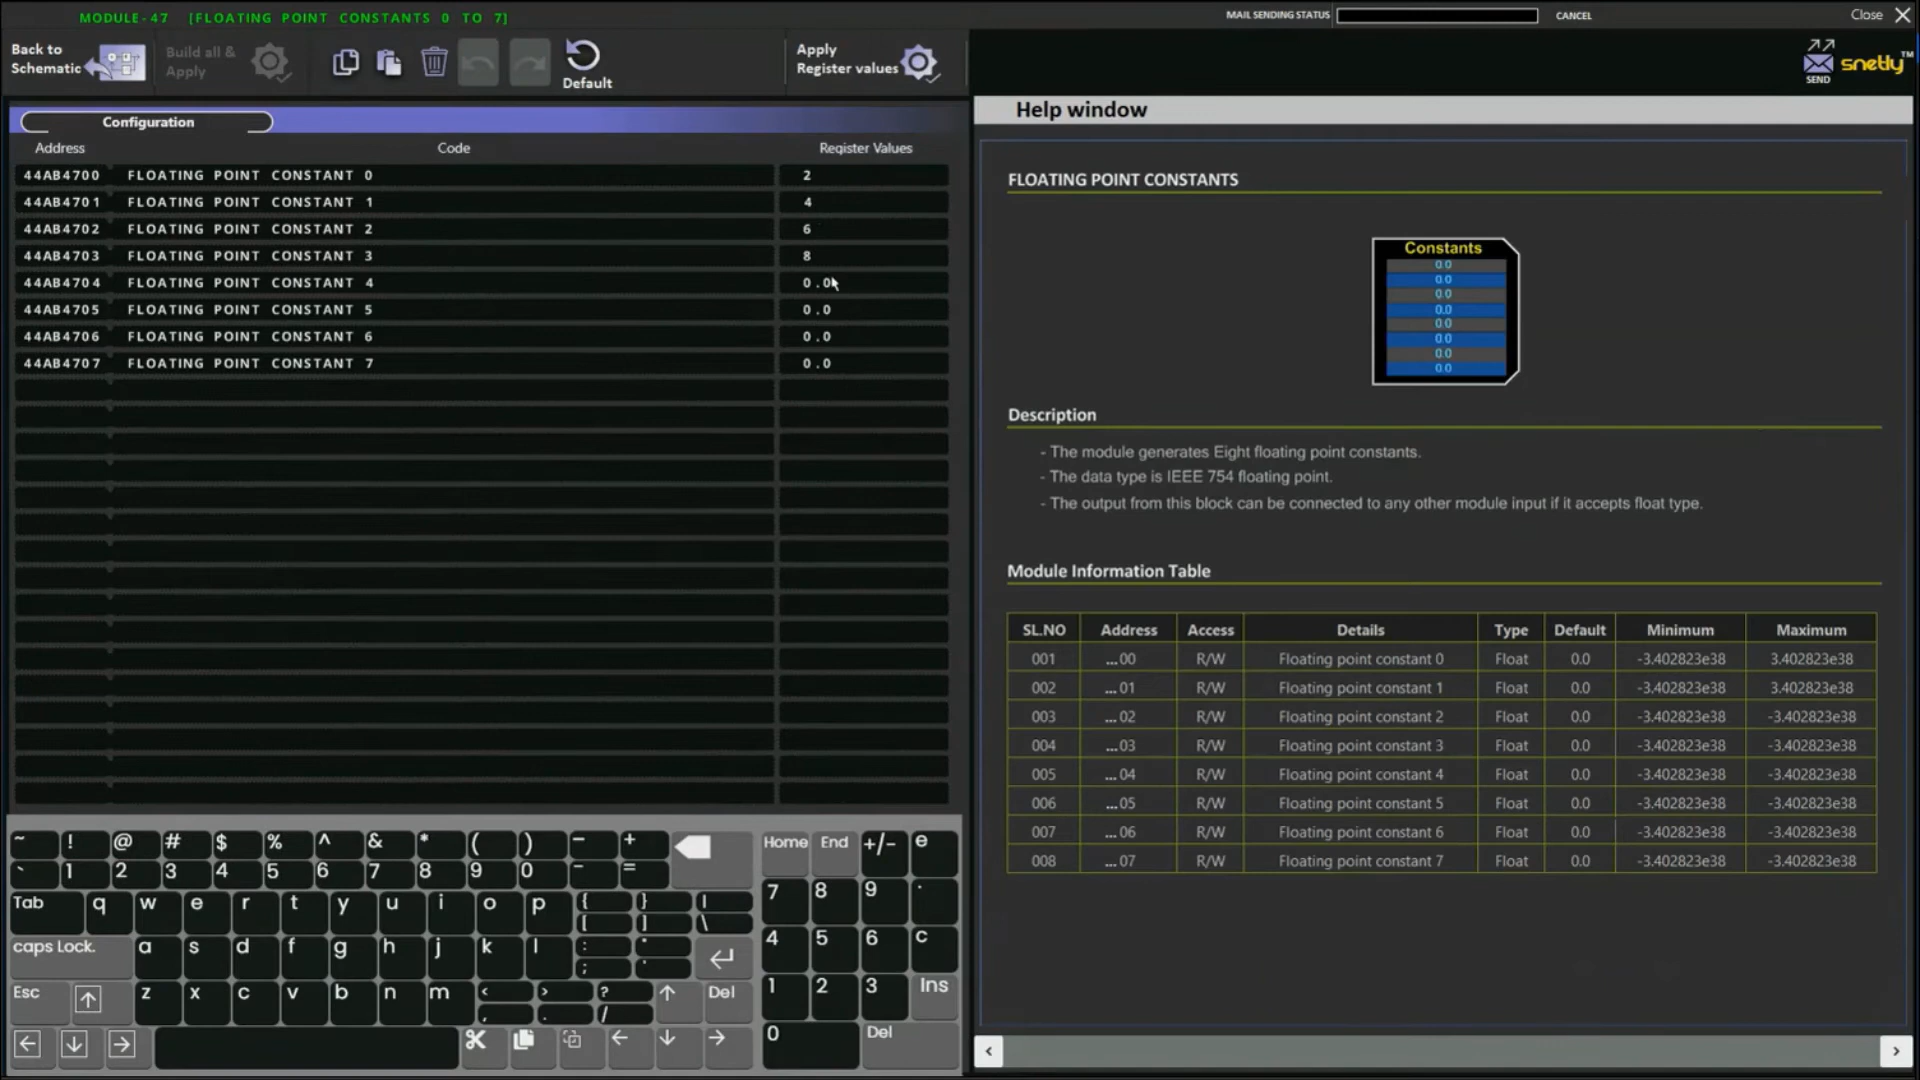 MODULE-47 [FLOATING POINT CONSTANTS 0 TO 7]
MAIL SENDING STATUS
CANCEL
Close
Back to
Schematic
Build all &
Apply
Default
Apply
Register values
SEND
snetly™
Configuration
Address Code Register Values
44AB4700 FLOATING POINT CONSTANT 0 2
44AB4701 FLOATING POINT CONSTANT 1 4
44AB4702 FLOATING POINT CONSTANT 2 6
44AB4703 FLOATING POINT CONSTANT 3 8
44AB4704 FLOATING POINT CONSTANT 4 0.0
44AB4705 FLOATING POINT CONSTANT 5 0.0
44AB4706 FLOATING POINT CONSTANT 6 0.0
44AB4707 FLOATING POINT CONSTANT 7 0.0
~ ! @ # $ % ^ & * ( ) – +
` 1 2 3 4 5 6 7 8 9 0 - =
Tab q w e r t y u i o p { } |
[ ] \
caps Lock. a s d f g h j k l : "
; '
Esc z x c v b n m < > ? Del
, . /
Home End +/- e
7 8 9 .
4 5 6 c
1 2 3 Ins
0 Del
Help window
FLOATING POINT CONSTANTS
Constants
0.0
0.0
0.0
0.0
0.0
0.0
0.0
0.0
Description
- The module generates Eight floating point constants.
- The data type is IEEE 754 floating point.
- The output from this block can be connected to any other module input if it accepts float type.
Module Information Table
SL.NO Address Access Details Type Default Minimum Maximum
001 ...00 R/W Floating point constant 0 Float 0.0 -3.402823e38 3.402823e38
002 ...01 R/W Floating point constant 1 Float 0.0 -3.402823e38 3.402823e38
003 ...02 R/W Floating point constant 2 Float 0.0 -3.402823e38 -3.402823e38
004 ...03 R/W Floating point constant 3 Float 0.0 -3.402823e38 -3.402823e38
005 ...04 R/W Floating point constant 4 Float 0.0 -3.402823e38 -3.402823e38
006 ...05 R/W Floating point constant 5 Float 0.0 -3.402823e38 -3.402823e38
007 ...06 R/W Floating point constant 6 Float 0.0 -3.402823e38 -3.402823e38
008 ...07 R/W Floating point constant 7 Float 0.0 -3.402823e38 -3.402823e38